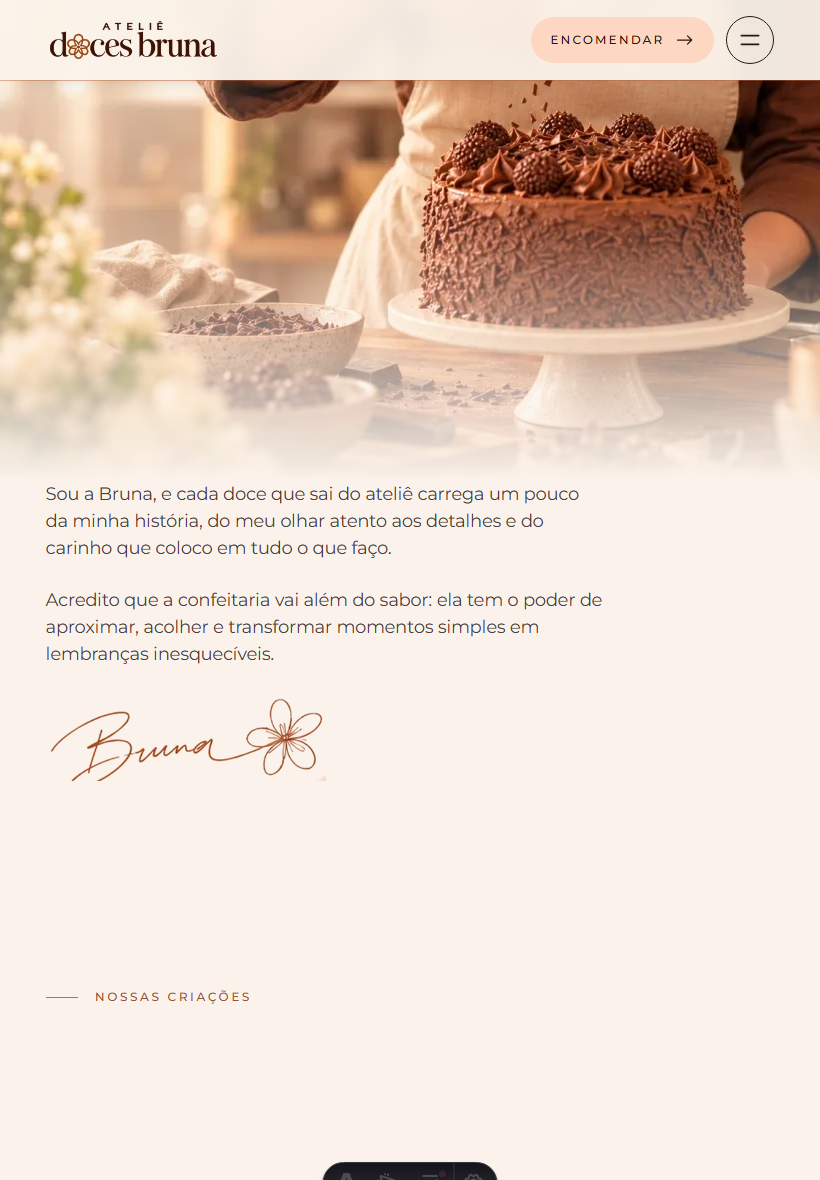 ATELIÊ
doces bruna
ENCOMENDAR
Sou a Bruna, e cada doce que sai do ateliê carrega um pouco
da minha história, do meu olhar atento aos detalhes e do
carinho que coloco em tudo o que faço.
Acredito que a confeitaria vai além do sabor: ela tem o poder de
aproximar, acolher e transformar momentos simples em
lembranças inesquecíveis.
Bruna
NOSSAS CRIAÇÕES